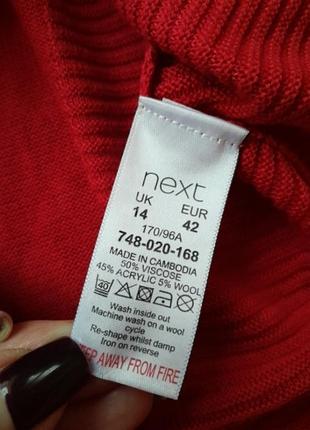 next
UK EUR
14 42
170/96A
748-020-168
MADE IN CAMBODIA
50% VISCOSE
45% ACRYLIC 5% WOOL
40
Wash inside out
Machine wash on a wool
cycle
Re-shape whilst damp
Iron on reverse
AWAY FROM FIRE